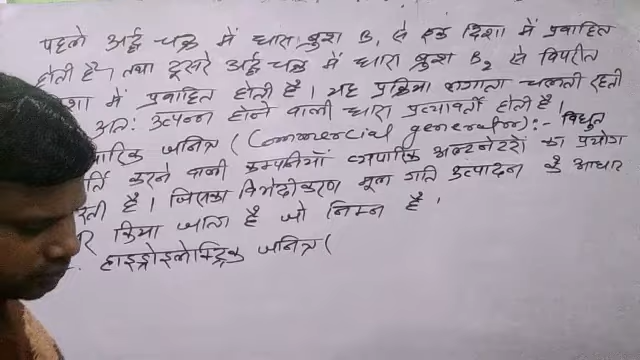 पहले अर्द्ध चक्र में धारा ब्रुश B₁ से एक दिशा में प्रवाहित
होती है। तथा दूसरे अर्द्ध चक्र में धारा ब्रुश B₂ से विपरीत
शा में प्रवाहित होती है। यह प्रक्रिया लगातार चलती रहती
अतः उत्पन्न होने वाली धारा प्रत्यावर्ती होती है।
पारिक जनित्र (Commercial generator):- विधुत
र्ति करने वाली कम्पनियाँ व्यापारिक अल्टरनेटरों का प्रयोग
रती है। जिसका विभेदीकरण मूल गति उत्पादन के आधार
र किया जाता है जो निम्न है।
हाइड्रोइलेक्ट्रिक जनित्र (